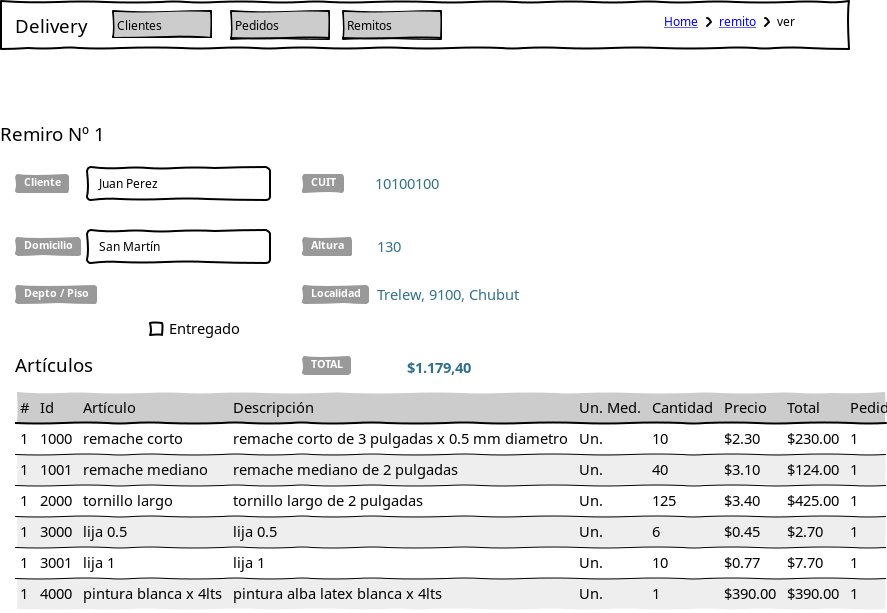 Delivery Clientes Pedidos Remitos Home remito ver
Remiro Nº 1
Cliente Juan Perez CUIT 10100100
Domicilio San Martín Altura 130
Depto / Piso Localidad Trelew, 9100, Chubut
Entregado
Artículos TOTAL $1.179,40
# Id Artículo Descripción Un. Med. Cantidad Precio Total Pedid
1 1000 remache corto remache corto de 3 pulgadas x 0.5 mm diametro Un. 10 $2.30 $230.00 1
1 1001 remache mediano remache mediano de 2 pulgadas Un. 40 $3.10 $124.00 1
1 2000 tornillo largo tornillo largo de 2 pulgadas Un. 125 $3.40 $425.00 1
1 3000 lija 0.5 lija 0.5 Un. 6 $0.45 $2.70 1
1 3001 lija 1 lija 1 Un. 10 $0.77 $7.70 1
1 4000 pintura blanca x 4lts pintura alba latex blanca x 4lts Un. 1 $390.00 $390.00 1